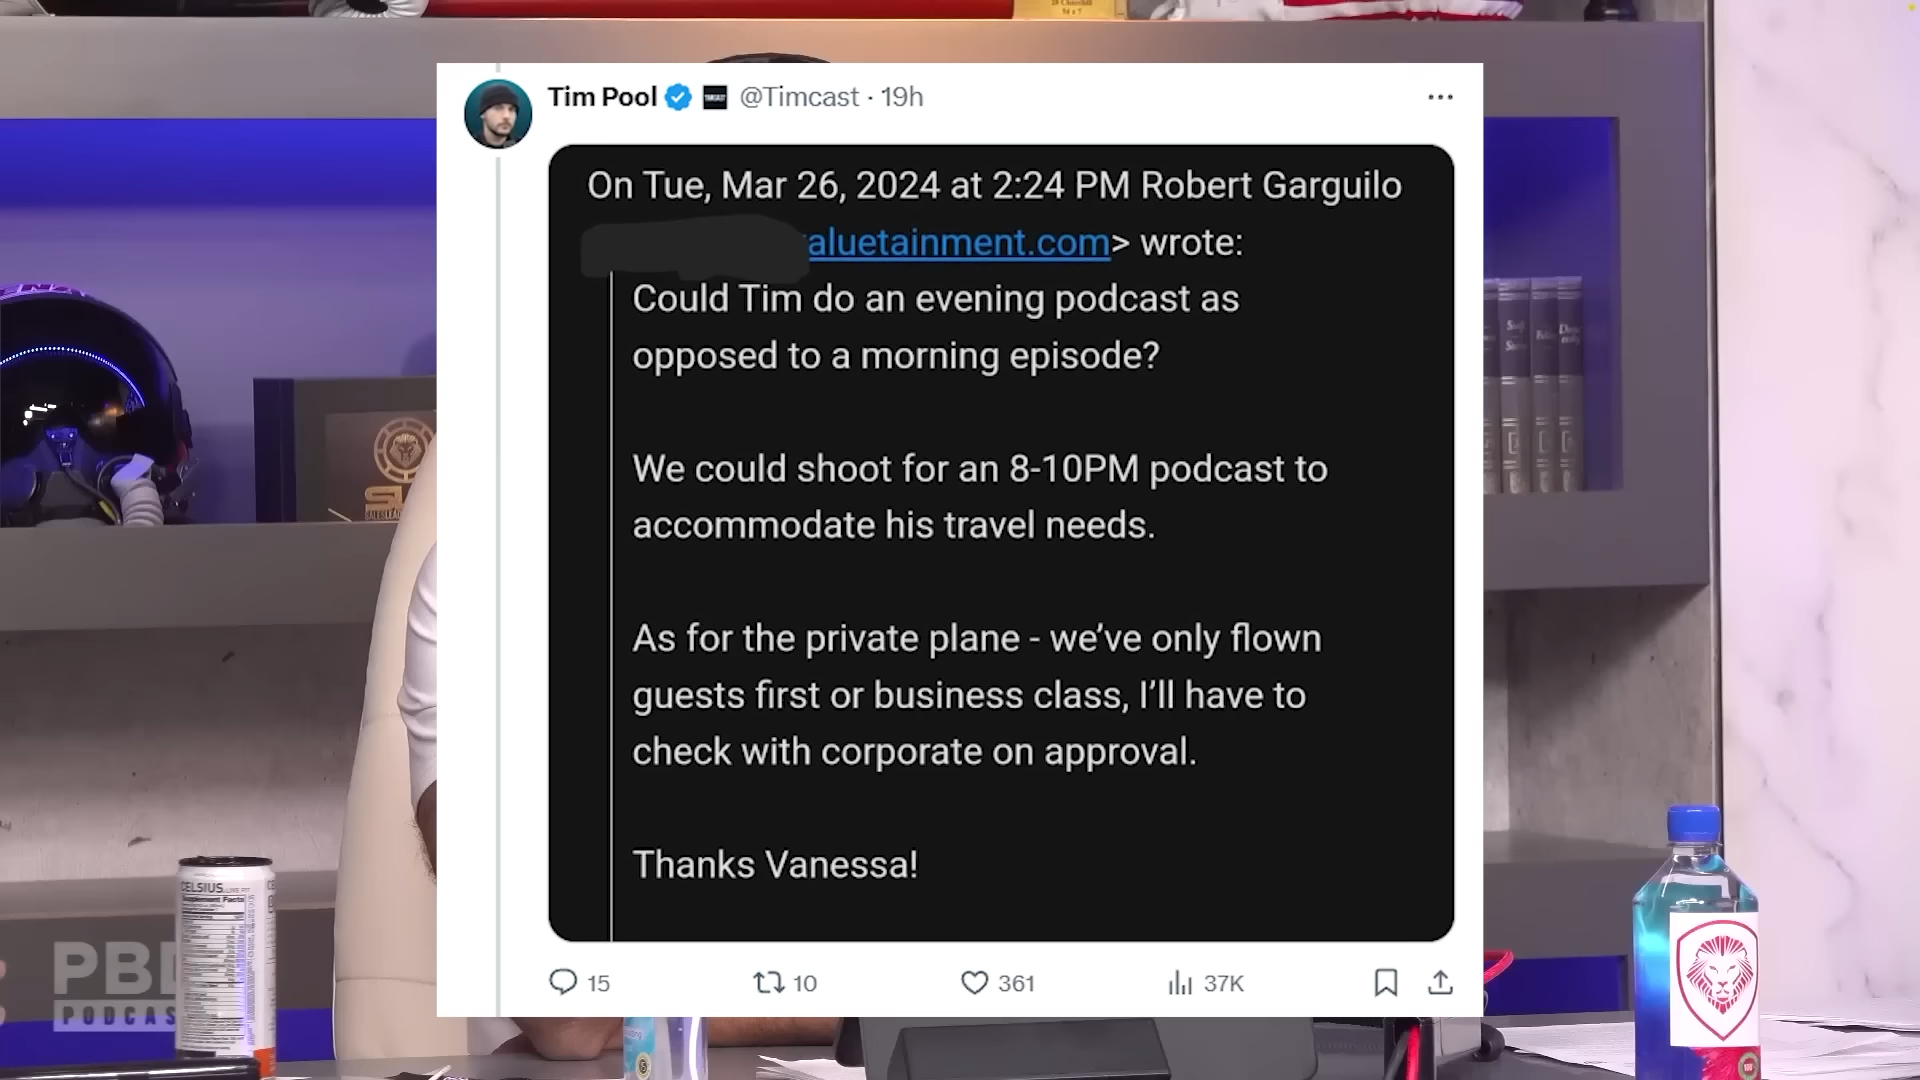 Tim Pool @Timcast · 19h
On Tue, Mar 26, 2024 at 2:24 PM Robert Garguilo
aluetainment.com> wrote:
Could Tim do an evening podcast as
opposed to a morning episode?
We could shoot for an 8-10PM podcast to
accommodate his travel needs.
As for the private plane - we've only flown
guests first or business class, I'll have to
check with corporate on approval.
Thanks Vanessa!
15 10 361 37K
CELSIUS
Supplement Facts
PBD
PODCAS